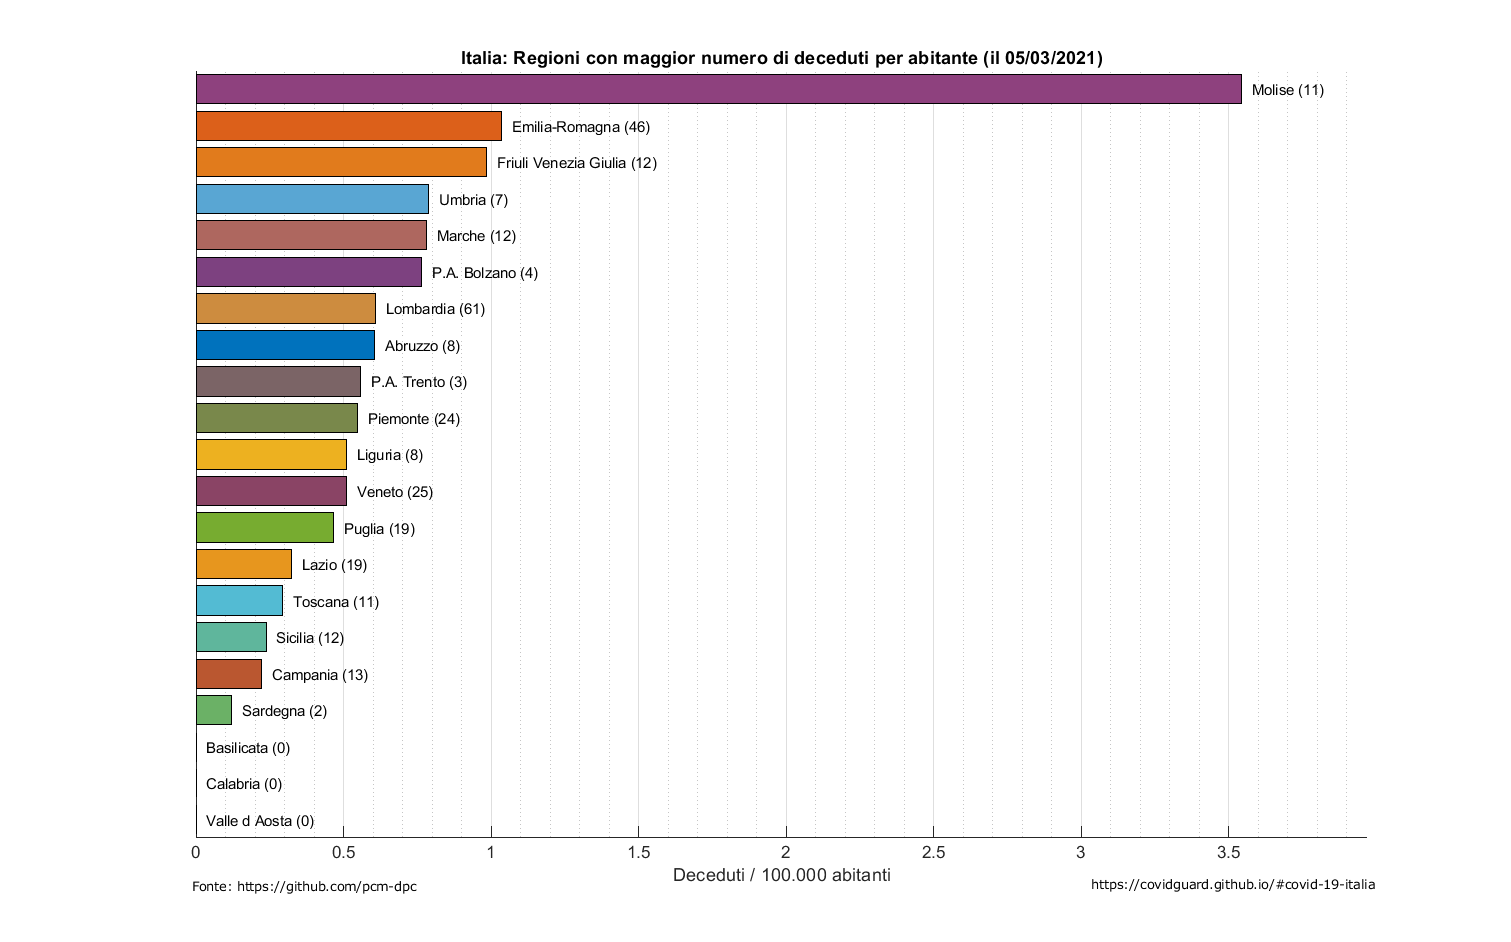 Italia: Regioni con maggior numero di deceduti per abitante (il 05/03/2021)
Molise (11)
Emilia-Romagna (46)
Friuli Venezia Giulia (12)
Umbria (7)
Marche (12)
P.A. Bolzano (4)
Lombardia (61)
Abruzzo (8)
P.A. Trento (3)
Piemonte (24)
Liguria (8)
Veneto (25)
Puglia (19)
Lazio (19)
Toscana (11)
Sicilia (12)
Campania (13)
Sardegna (2)
Basilicata (0)
Calabria (0)
Valle d Aosta (0)
0 0.5 1 1.5 2 2.5 3 3.5
Deceduti / 100.000 abitanti
Fonte: https://github.com/pcm-dpc
https://covidguard.github.io/#covid-19-italia